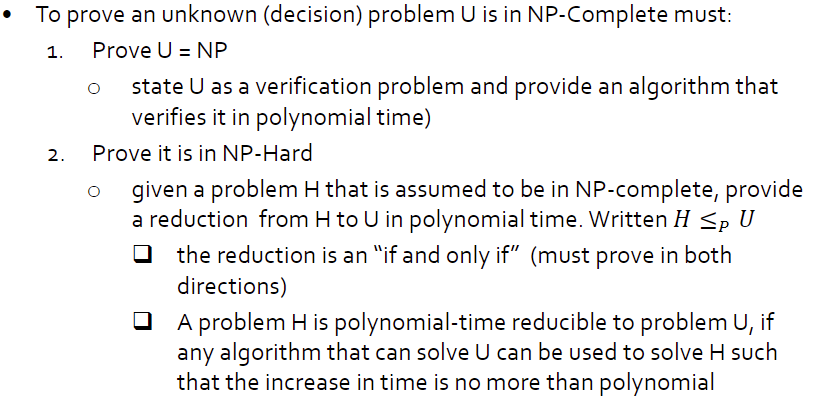 • To prove an unknown (decision) problem U is in NP-Complete must:
1. Prove U = NP
o state U as a verification problem and provide an algorithm that
verifies it in polynomial time)
2. Prove it is in NP-Hard
o given a problem H that is assumed to be in NP-complete, provide
a reduction from H to U in polynomial time. Written H ≤P U
❑ the reduction is an “if and only if” (must prove in both
directions)
❑ A problem H is polynomial-time reducible to problem U, if
any algorithm that can solve U can be used to solve H such
that the increase in time is no more than polynomial